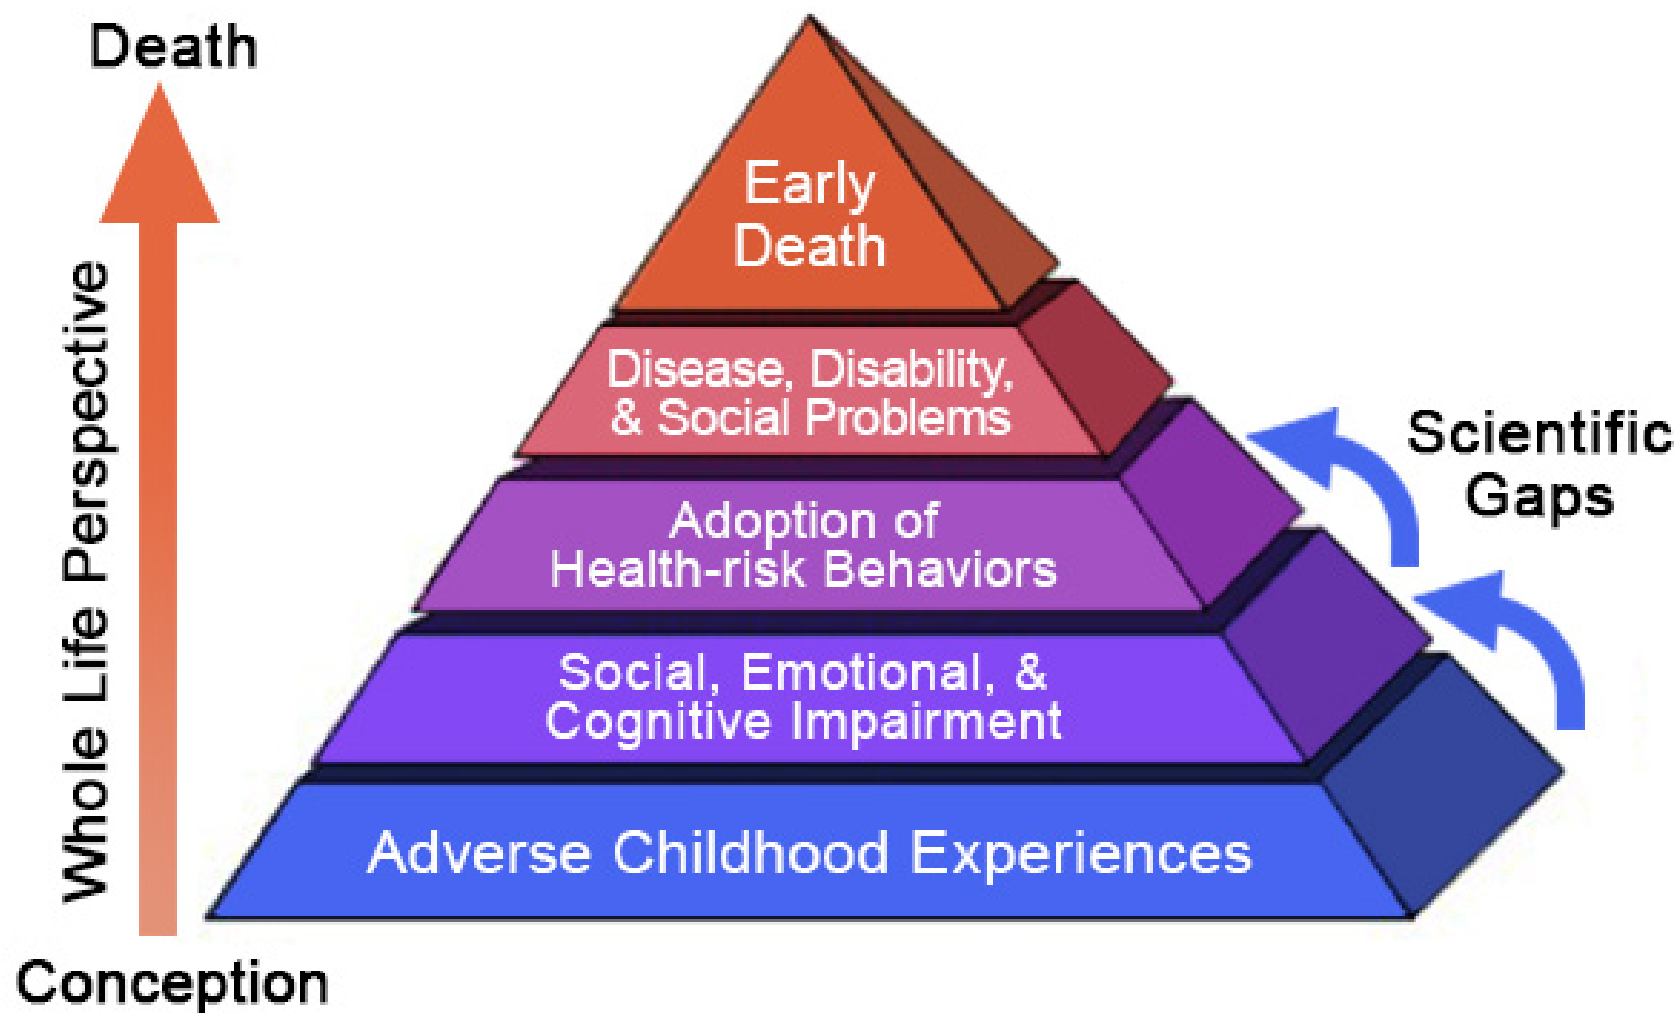 Death
Whole Life Perspective
Conception
Early
Death
Disease, Disability,
& Social Problems
Adoption of
Health-risk Behaviors
Social, Emotional, &
Cognitive Impairment
Adverse Childhood Experiences
Scientific
Gaps